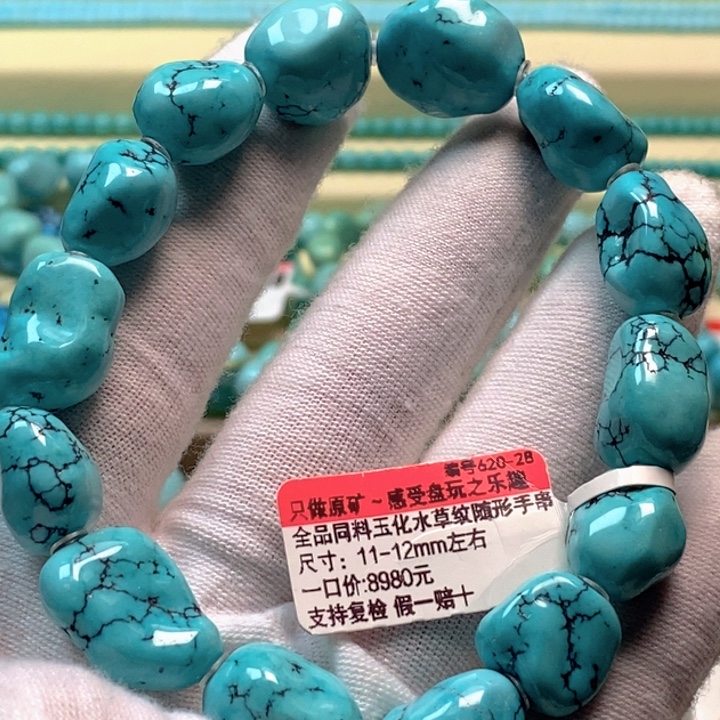 编号620-28
只做原矿~感受盘玩之乐趣
全品同料玉化水草纹随形手串
尺寸：11-12mm左右
一口价:8980元
支持复检 假一赔十